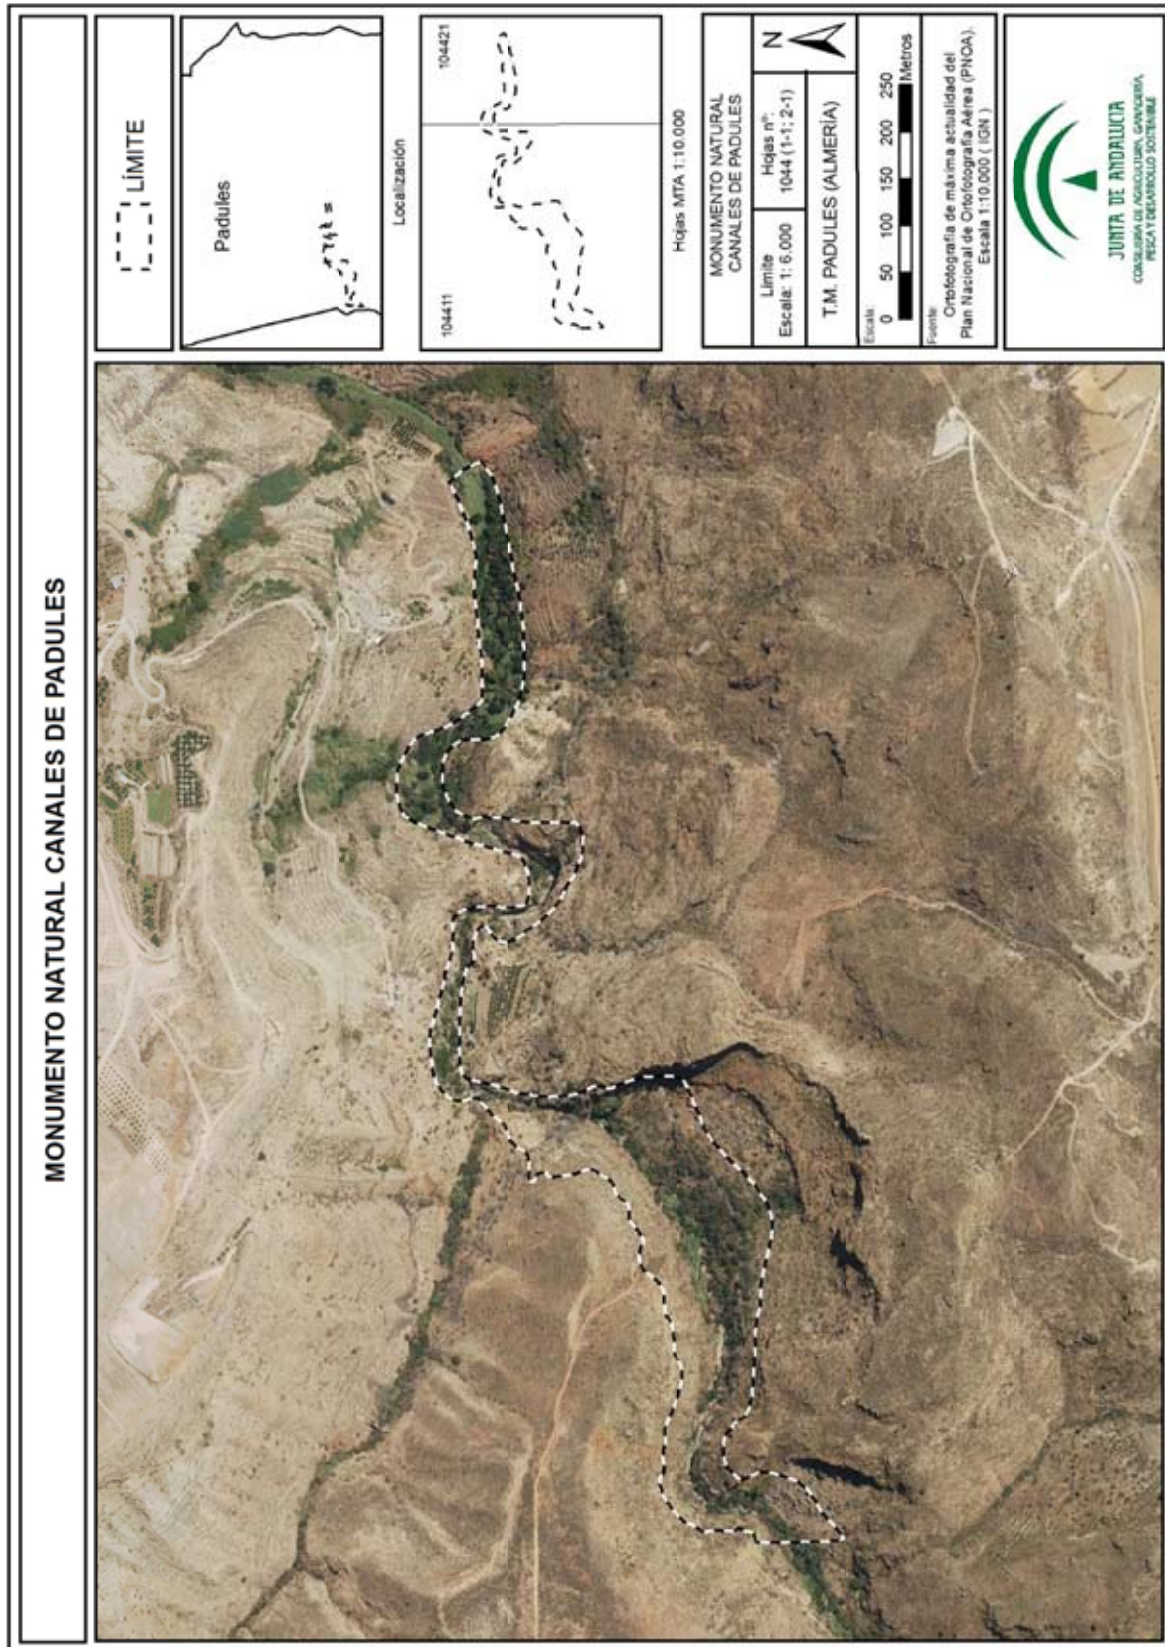 MONUMENTO NATURAL CANALES DE PADULES
LÍMITE
Padules
Localización
104411
104421
Hojas MTA 1:10.000
MONUMENTO NATURAL
CANALES DE PADULES
Límite
Escala: 1: 6.000
Hojas nº:
1044 (1-1; 2-1)
N
T.M. PADULES (ALMERÍA)
Escala:
0 50 100 150 200 250
Metros
Fuente:
Ortofotografía de máxima actualidad del
Plan Nacional de Ortofotografía Aérea (PNOA).
Escala 1:10.000 ( IGN )
JUNTA DE ANDALUCIA
CONSEJERIA DE AGRICULTURA, GANADERÍA,
PESCA Y DESARROLLO SOSTENIBLE